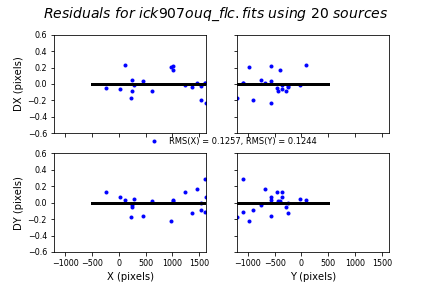 Residuals for ick907ouq_flc.fits using 20 sources
DX (pixels)
0.6
0.4
0.2
0.0
−0.2
−0.4
−0.6
RMS(X) = 0.1257, RMS(Y) = 0.1244
DY (pixels)
0.6
0.4
0.2
0.0
−0.2
−0.4
−0.6
−1000 −500 0 500 1000 1500
−1000 −500 0 500 1000 1500
X (pixels)
Y (pixels)